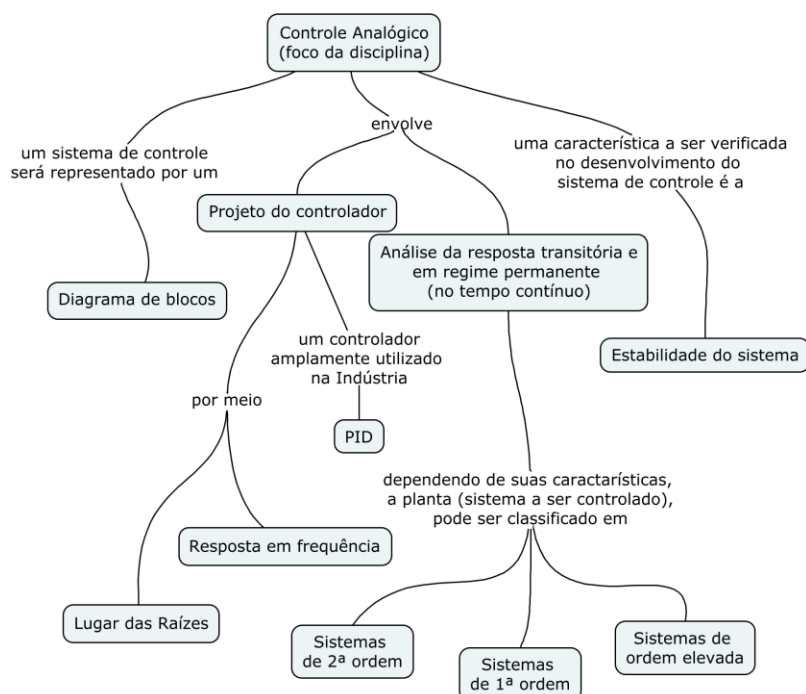 Controle Analógico
(foco da disciplina)
envolve
um sistema de controle
será representado por um
uma característica a ser verificada
no desenvolvimento do
sistema de controle é a
Projeto do controlador
Análise da resposta transitória e
em regime permanente
(no tempo contínuo)
Diagrama de blocos
um controlador
amplamente utilizado
na Indústria
Estabilidade do sistema
por meio
PID
dependendo de suas caractarísticas,
a planta (sistema a ser controlado),
pode ser classificado em
Resposta em frequência
Lugar das Raízes
Sistemas
de 2ª ordem
Sistemas
de 1ª ordem
Sistemas de
ordem elevada